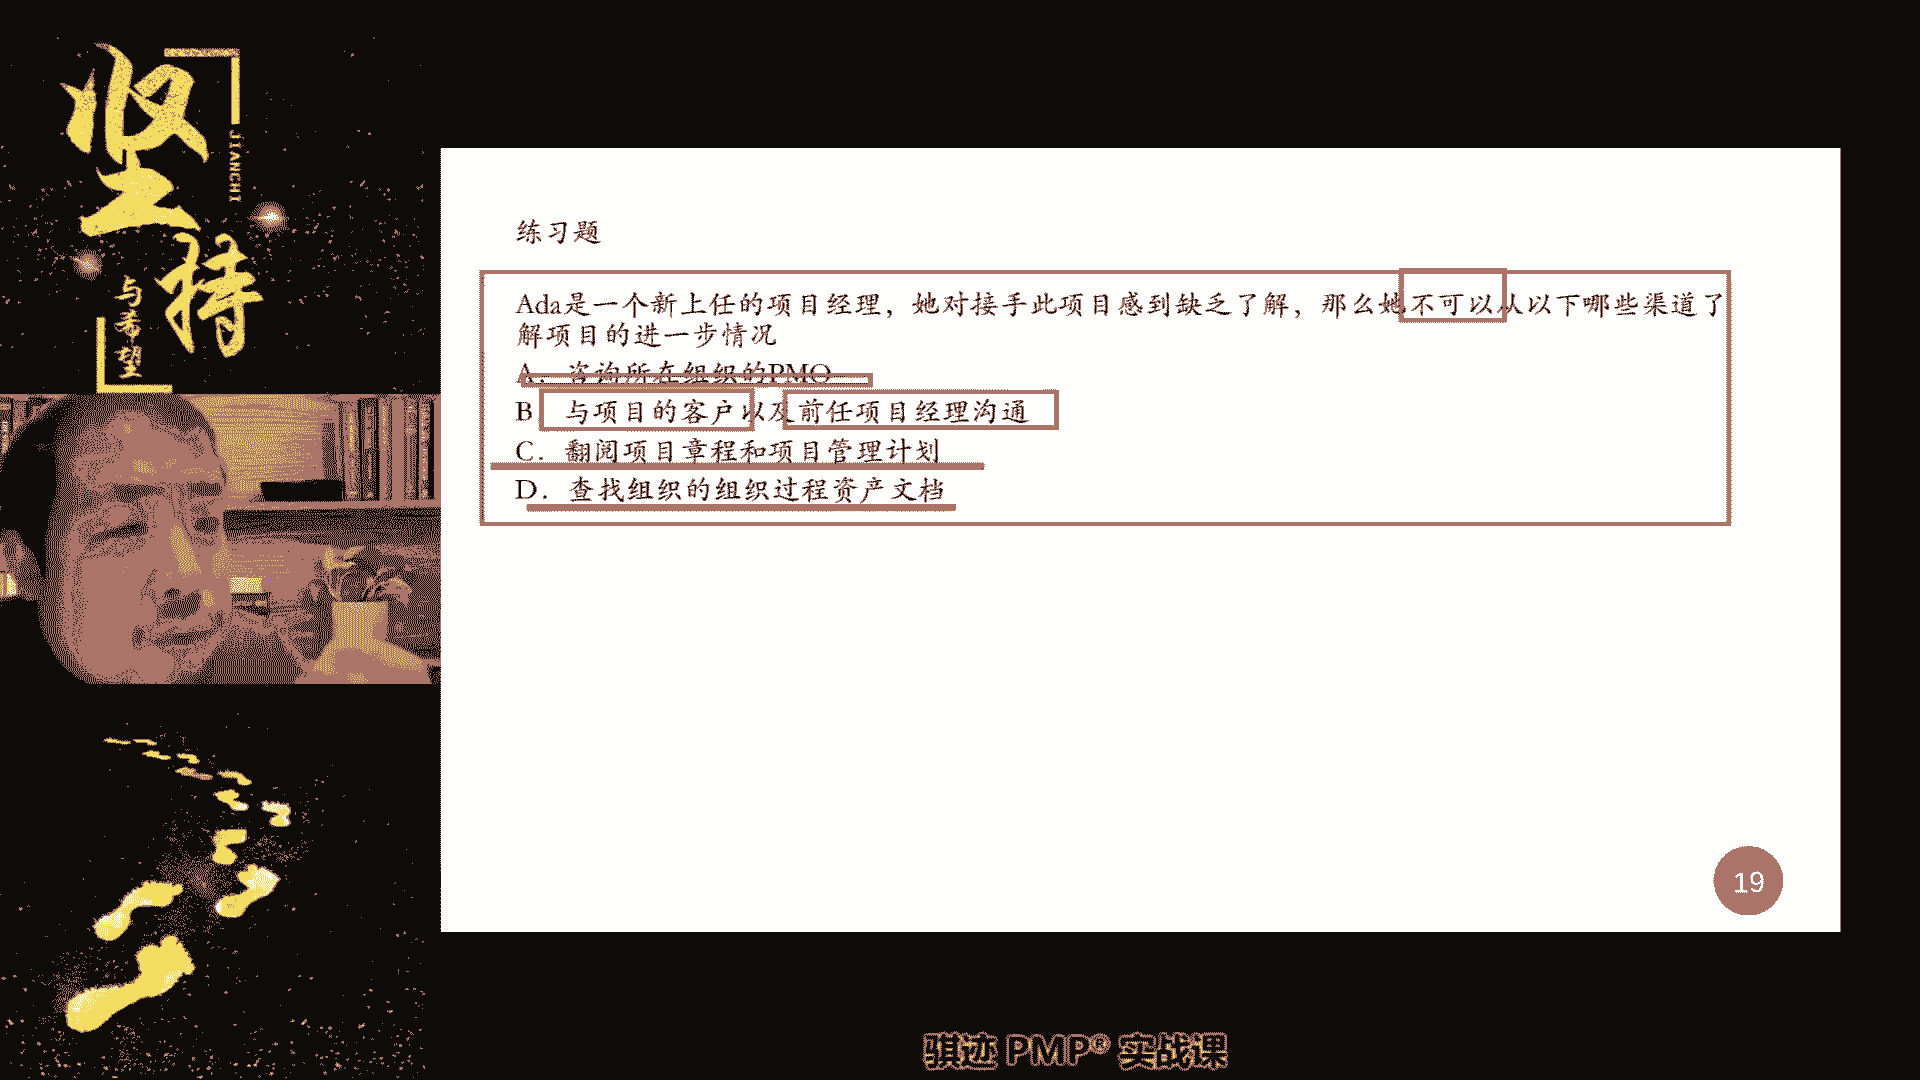 坚持
JIANCHI
与希望
练习题
Ada是一个新上任的项目经理，她对接手此项目感到缺乏了解，那么她不可以从以下哪些渠道了
解项目的进一步情况
A．咨询所在组织的PMO
B 与项目的客户以及前任项目经理沟通
C．翻阅项目章程和项目管理计划
D．查找组织的组织过程资产文档
19
骐迹 PMP® 实战课